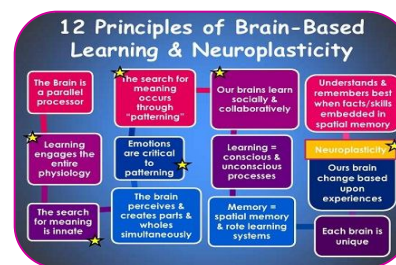 12 Principles of Brain-Based
Learning & Neuroplasticity
The Brain is
a parallel
processor
Learning
engages the
entire
physiology
The search
for meaning
is innate
The search for
meaning
occurs
through
"patterning"
Emotions
are critical
to
patterning
The brain
perceives &
creates parts &
wholes
simultaneously
Our brains learn
socially &
collaboratively
Learning =
conscious &
unconscious
processes
Memory =
spatial memory
& rote learning
systems
Understands &
remembers best
when facts/skills
embedded in
spatial memory
Neuroplasticity
Ours brain
change based
upon
experiences
Each brain is
unique